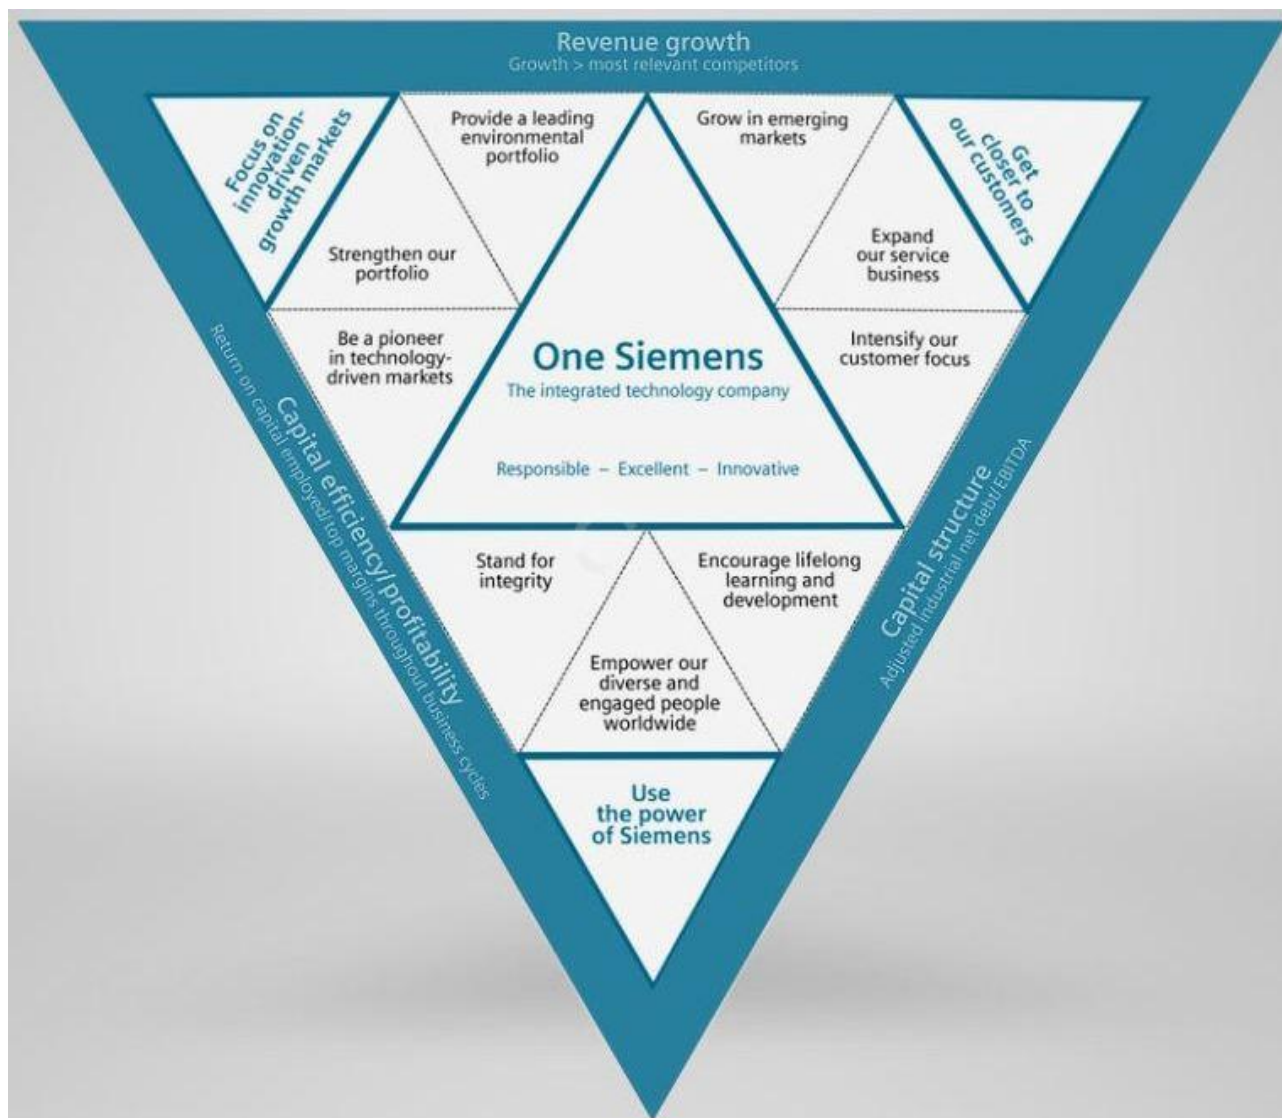 Revenue growth
Growth > most relevant competitors
Focus on
innovation-
driven
growth markets
Provide a leading
environmental
portfolio
Grow in emerging
markets
Get
closer to
our customers
Strengthen our
portfolio
Expand
our service
business
Be a pioneer
in technology-
driven markets
One Siemens
The integrated technology company
Responsible – Excellent – Innovative
Intensify our
customer focus
Capital efficiency/profitability
Return on capital employed/top margins throughout business cycles
Capital structure
Adjusted industrial net debt/EBITDA
Stand for
integrity
Encourage lifelong
learning and
development
Empower our
diverse and
engaged people
worldwide
Use
the power
of Siemens